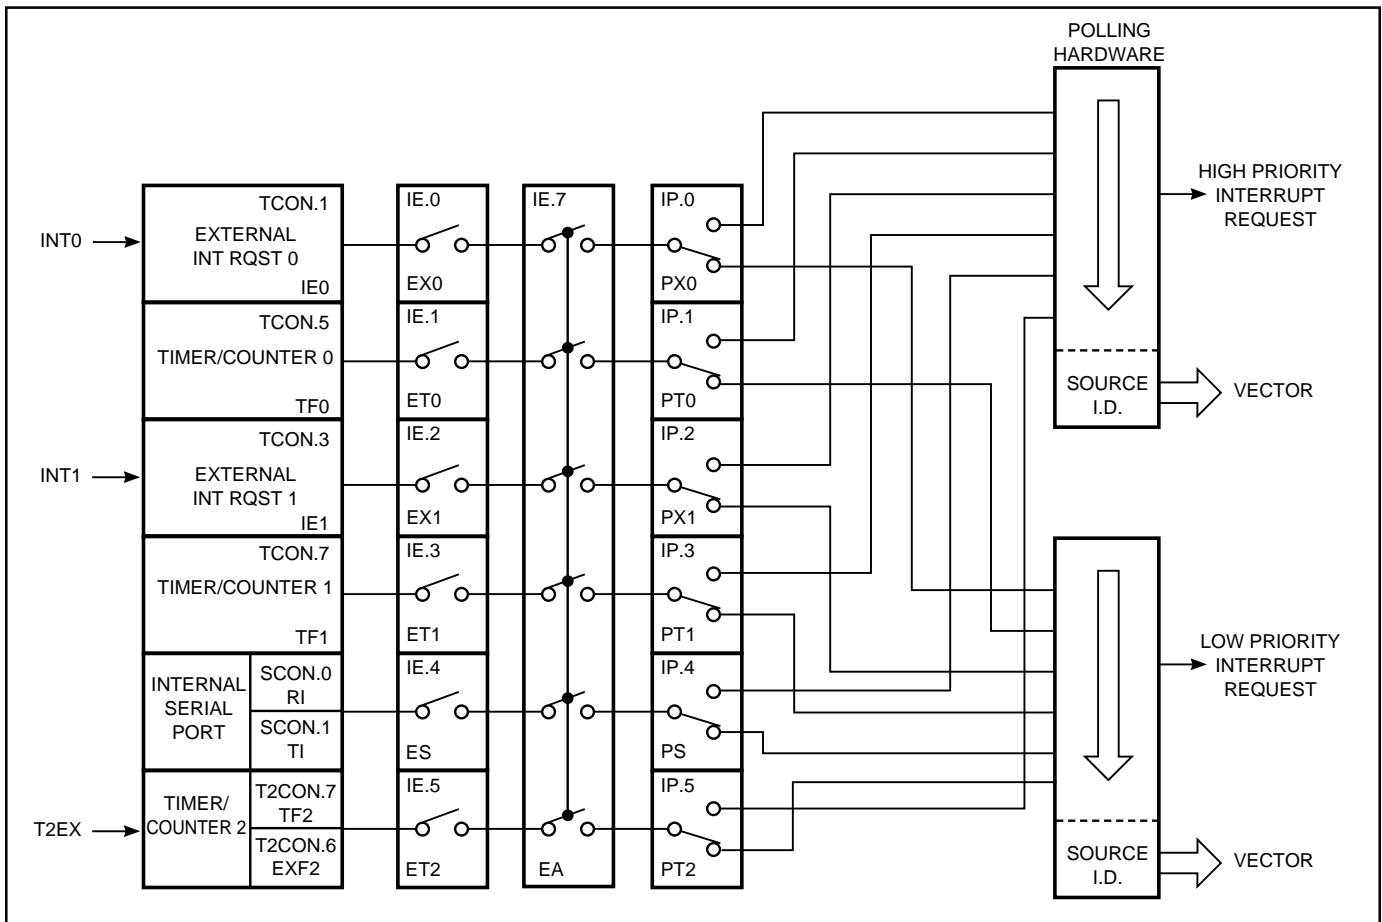 POLLING
HARDWARE
HIGH PRIORITY
INTERRUPT
REQUEST
SOURCE
I.D.
VECTOR
INT0
TCON.1
EXTERNAL
INT RQST 0
IE0
IE.0
EX0
IE.7
IP.0
PX0
TCON.5
TIMER/COUNTER 0
TF0
IE.1
ET0
IP.1
PT0
INT1
TCON.3
EXTERNAL
INT RQST 1
IE1
IE.2
EX1
IP.2
PX1
TCON.7
TIMER/COUNTER 1
TF1
IE.3
ET1
IP.3
PT1
INTERNAL
SERIAL
PORT
SCON.0
RI
SCON.1
TI
IE.4
ES
IP.4
PS
T2EX
TIMER/
COUNTER 2
T2CON.7
TF2
T2CON.6
EXF2
IE.5
ET2
EA
IP.5
PT2
LOW PRIORITY
INTERRUPT
REQUEST
SOURCE
I.D.
VECTOR